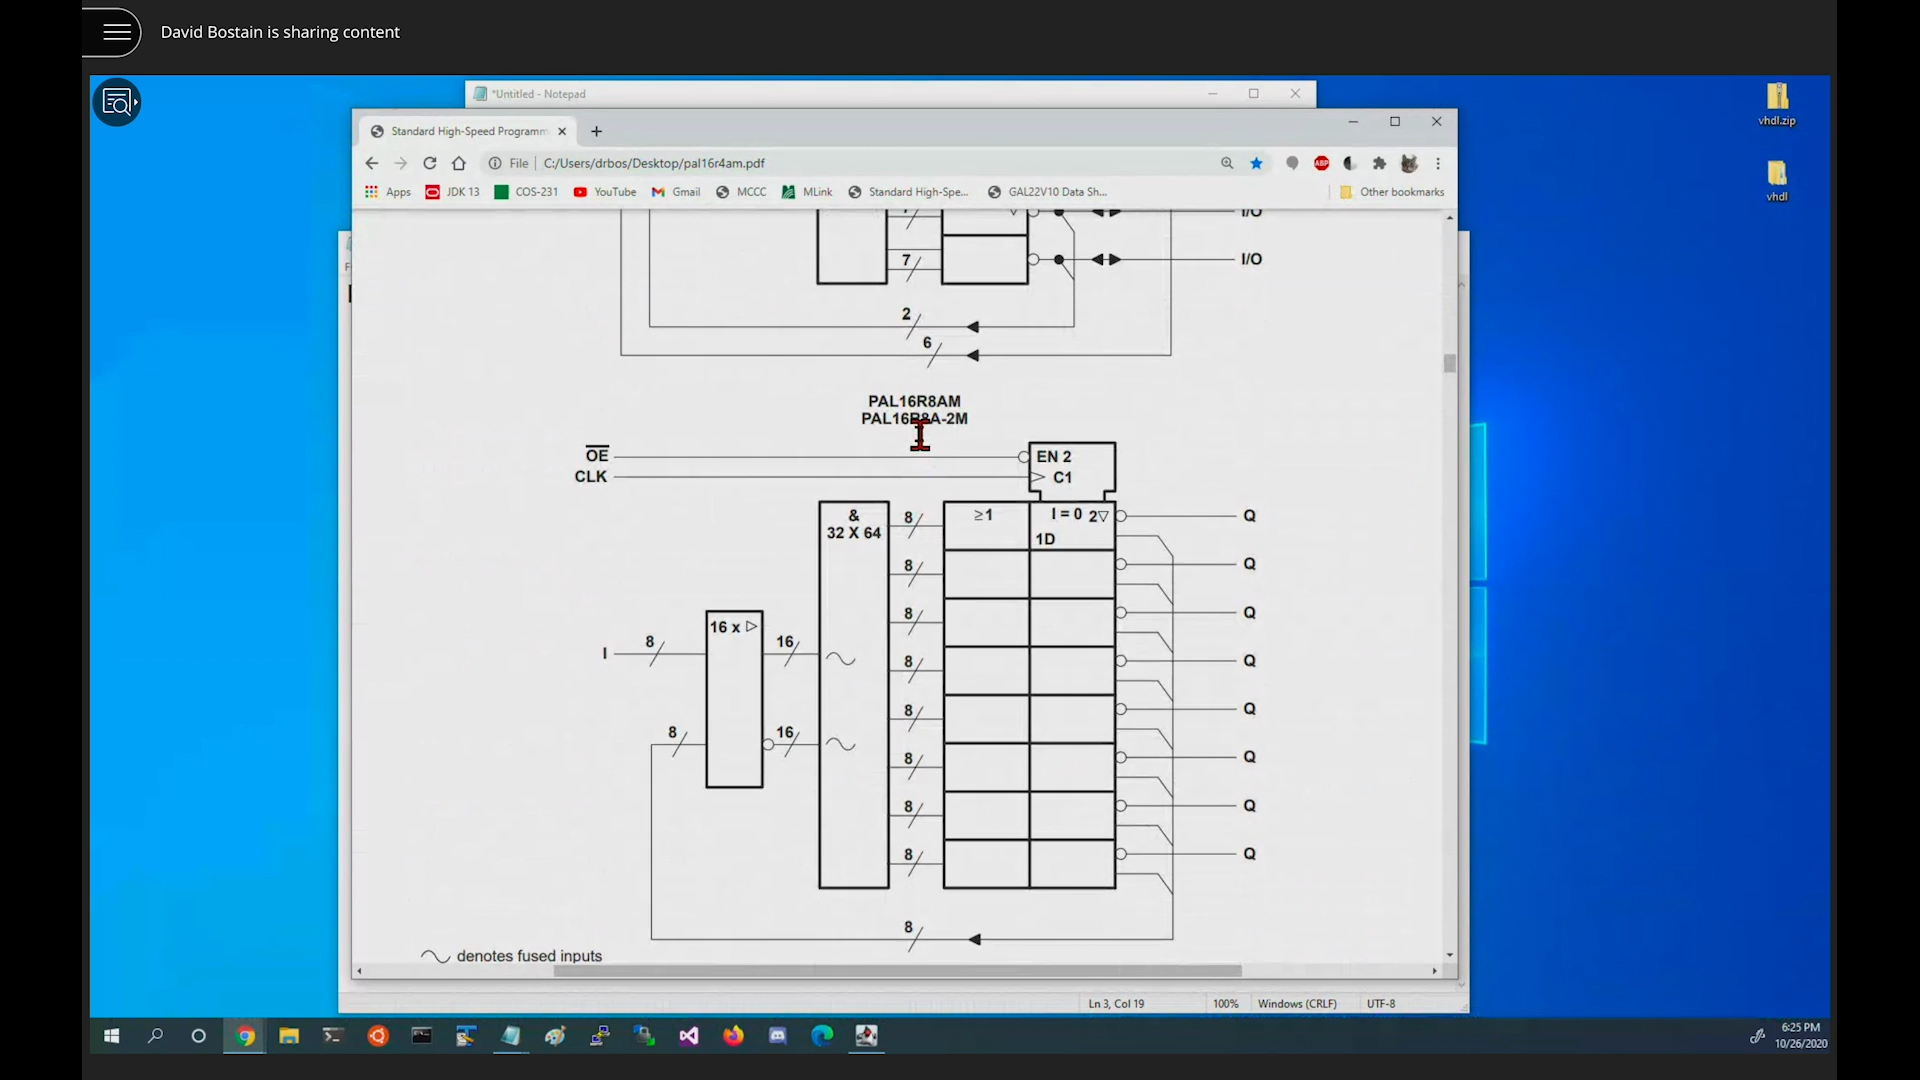 David Bostain is sharing content
*Untitled - Notepad
vhdl.zip
Standard High-Speed Programm
File
C:/Users/drbos/Desktop/pal16r4am.pdf
ABP
Apps
JDK 13
COS-231
YouTube
Gmail
MCCC
MLink
Standard High-Spe...
GAL22V10 Data Sh...
Other bookmarks
vhdl
I/O
7
I/O
2
6
PAL16R8AM
PAL16R8A-2M
OE
EN 2
CLK
C1
&
32 X 64
8
≥1
I = 0
2▽
Q
1D
8
Q
8
Q
16 x ▷
I
8
16
8
Q
8
16
8
Q
8
Q
8
Q
8
Q
8
denotes fused inputs
Ln 3, Col 19
100%
Windows (CRLF)
UTF-8
6:25 PM
10/26/2020